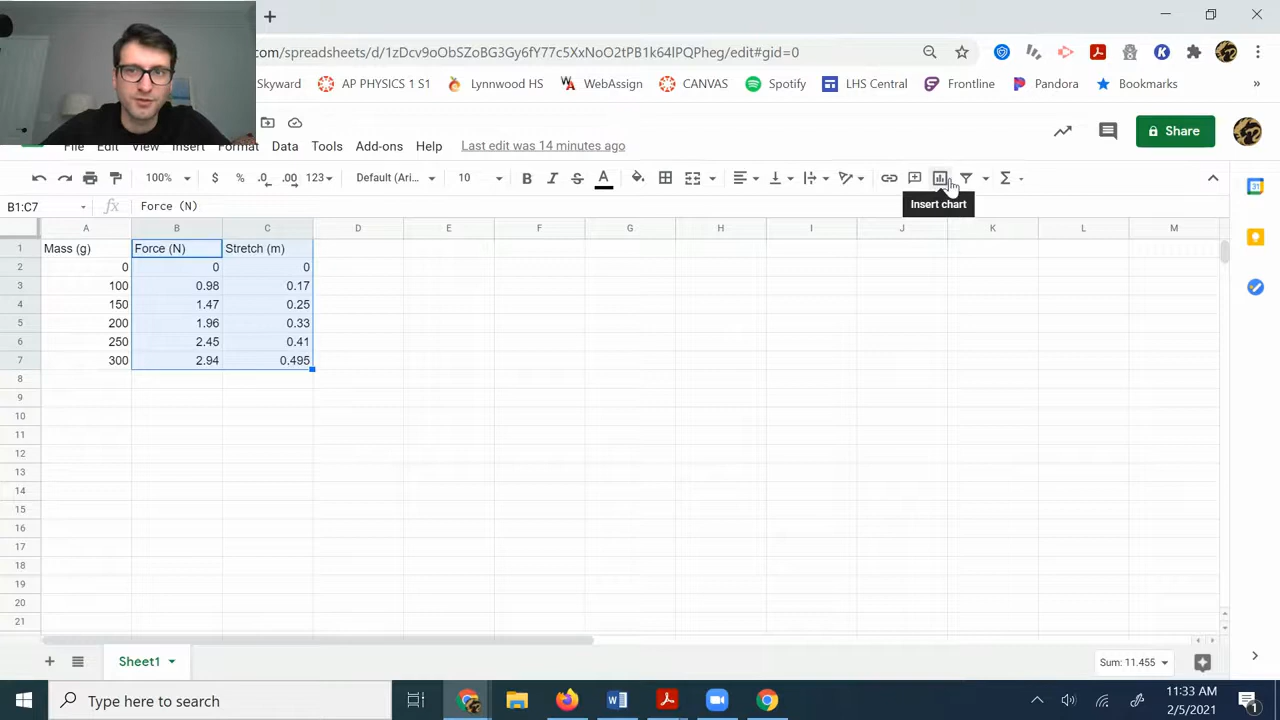 com/spreadsheets/d/1zDcv9oObSZoBG3Gy6fY77c5XxNoO2tPB1k64IPQPheg/edit#gid=0
Skyward AP PHYSICS 1 S1 Lynnwood HS WebAssign CANVAS Spotify LHS Central Frontline Pandora Bookmarks »
File Edit View Insert Format Data Tools Add-ons Help Last edit was 14 minutes ago Share
100% $ % .0 .00 123 Default (Ari... 10 B I S A
Insert chart
B1:C7 fx Force (N)
A B C D E F G H I J K L M
1 Mass (g) Force (N) Stretch (m)
2 0 0 0
3 100 0.98 0.17
4 150 1.47 0.25
5 200 1.96 0.33
6 250 2.45 0.41
7 300 2.94 0.495
8
9
10
11
12
13
14
15
16
17
18
19
20
21
Sheet1 Sum: 11.455
Type here to search 11:33 AM
2/5/2021